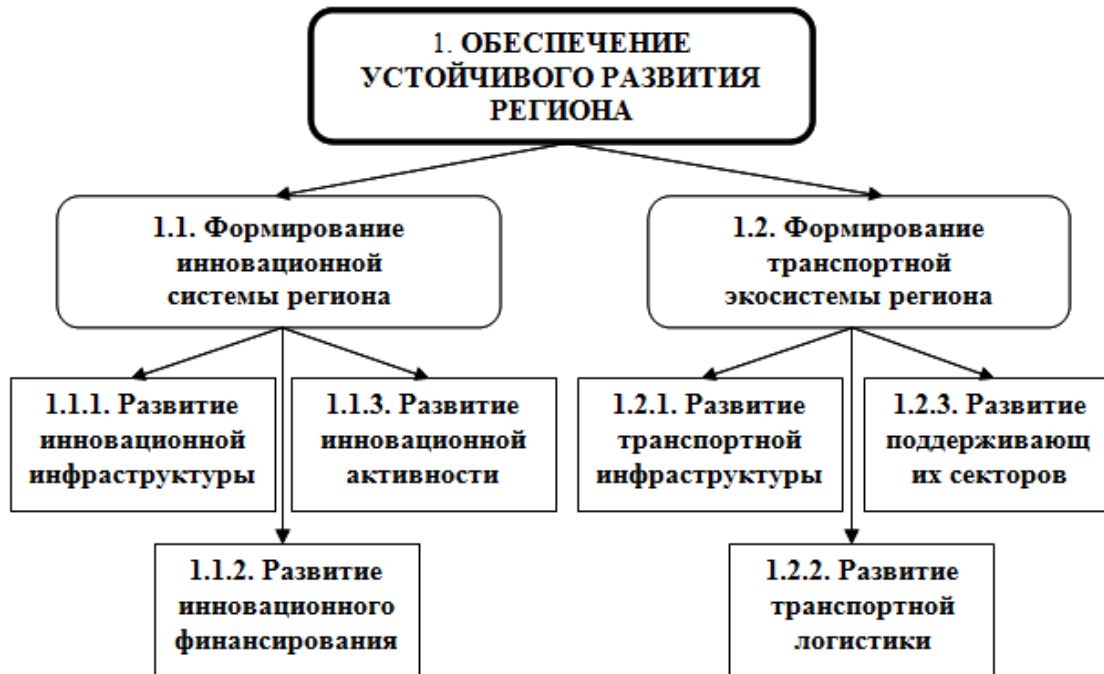 1. ОБЕСПЕЧЕНИЕ
УСТОЙЧИВОГО РАЗВИТИЯ
РЕГИОНА
1.1. Формирование
инновационной
системы региона
1.2. Формирование
транспортной
экосистемы региона
1.1.1. Развитие
инновационной
инфраструктуры
1.1.3. Развитие
инновационной
активности
1.2.1. Развитие
транспортной
инфраструктуры
1.2.3. Развитие
поддерживающ
их секторов
1.1.2. Развитие
инновационного
финансирования
1.2.2. Развитие
транспортной
логистики